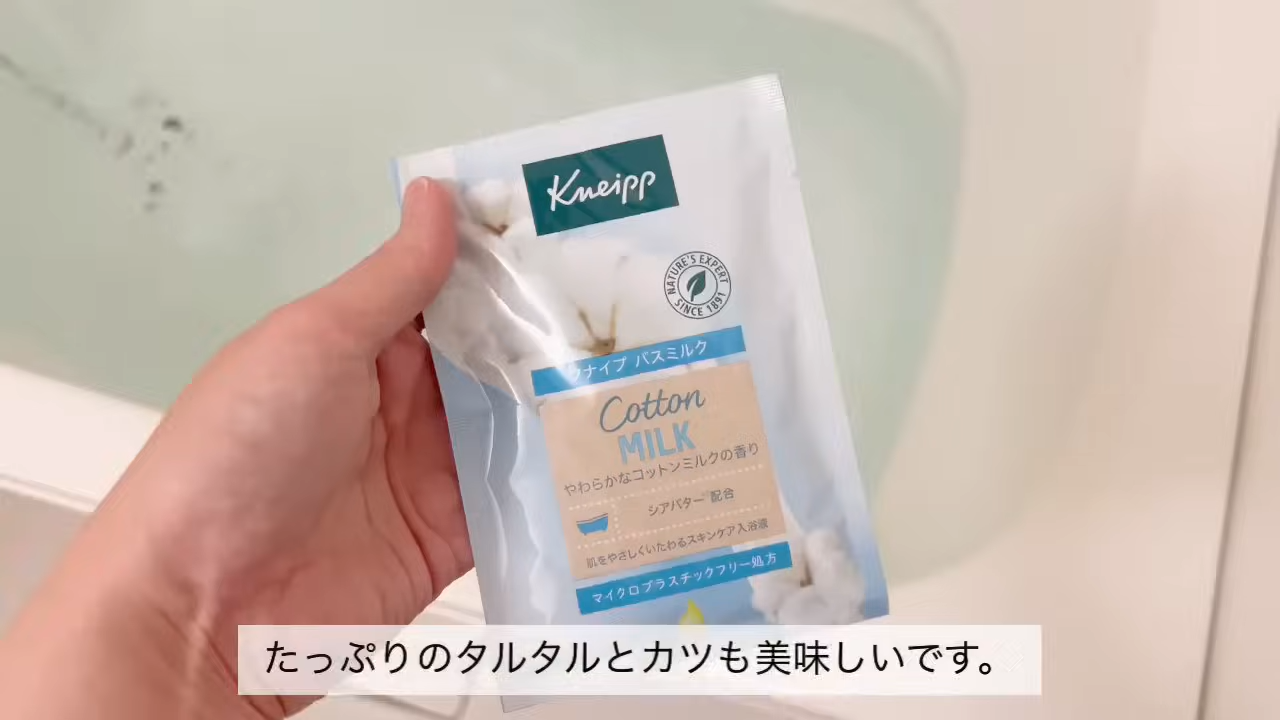 Kneipp
NATURE'S EXPERT
SINCE 1891
クナイプ バスミルク
Cotton
MILK
やわらかなコットンミルクの香り
シアバター 配合
肌をやさしくいたわるスキンケア入浴液
マイクロプラスチックフリー処方
たっぷりのタルタルとカツも美味しいです。